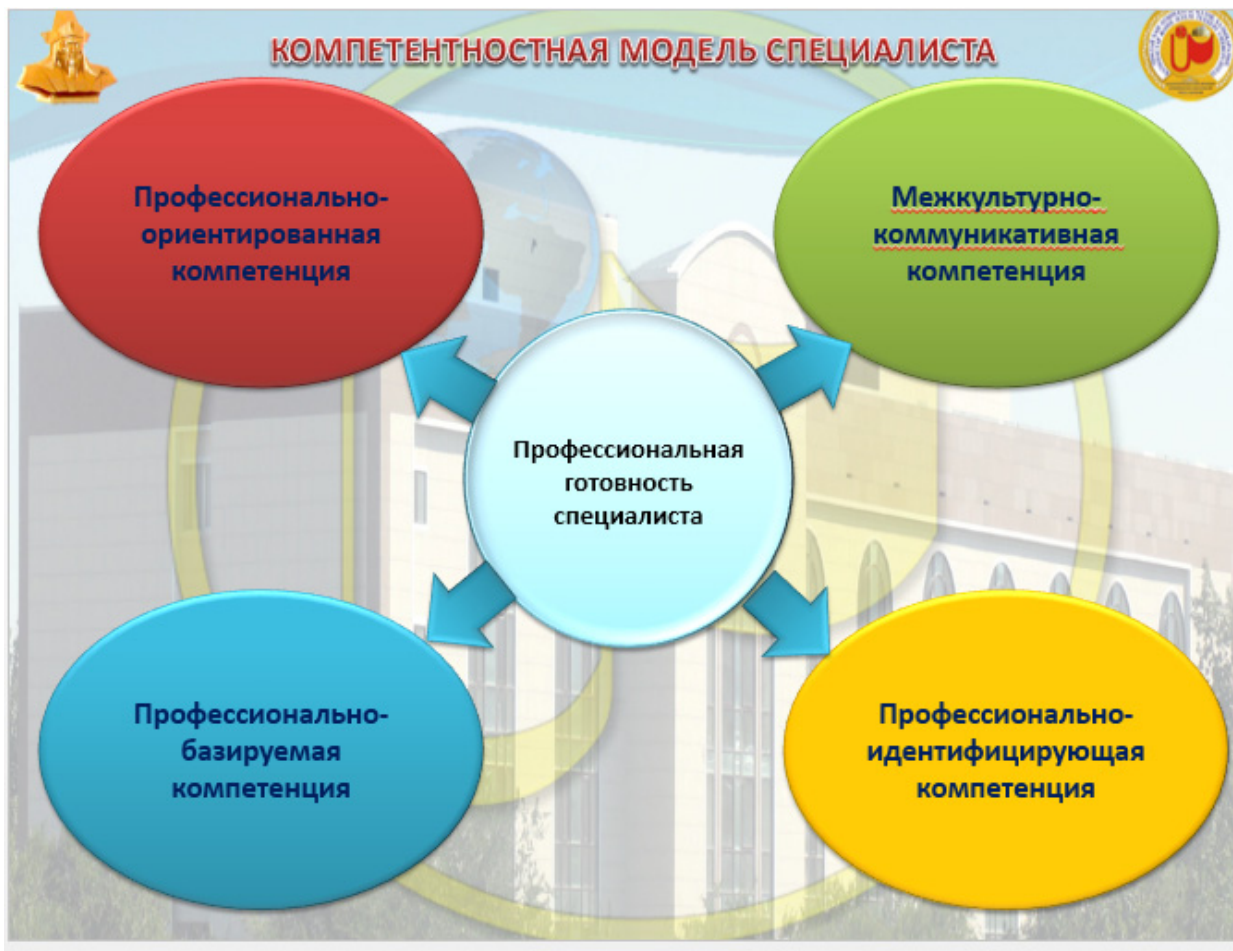 КОМПЕТЕНТНОСТНАЯ МОДЕЛЬ СПЕЦИАЛИСТА
Профессионально-
ориентированная
компетенция
Межкультурно-
коммуникативная
компетенция
Профессиональная
готовность
специалиста
Профессионально-
базируемая
компетенция
Профессионально-
идентифицирующая
компетенция